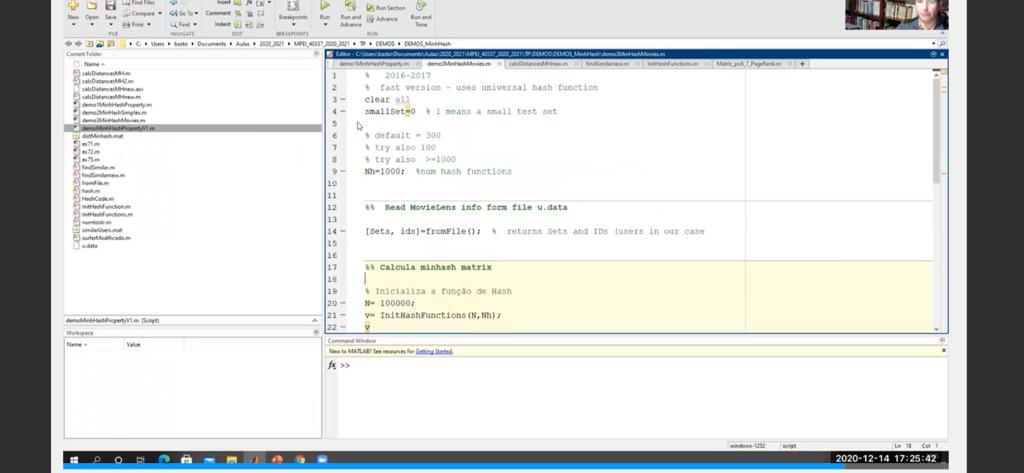 Find Files
Insert
Compare
Go To
Comment
Run Section
New
Open
Save
Print
Find
Indent
Breakpoints
Run
Run and
Advance
Advance
Run and
Time
FILE
NAVIGATE
EDIT
BREAKPOINTS
RUN
C: ▸ Users ▸ basto ▸ Documents ▸ Aulas ▸ 2020_2021 ▸ MPEI_40337_2020_2021 ▸ TP ▸ DEMOS ▸ DEMOS_MinHash
Current Folder
Editor - C:\Users\basto\Documents\Aulas\2020_2021\MPEI_40337_2020_2021\TP\DEMOS\DEMOS_MinHash\demo3MinHashMovies.m
demo1MinHashProperty.m
demo3MinHashMovies.m
calcDistancesMHnew.m
findSimilarnew.m
InitHashFunctions.m
Matric_poll_7_PageRank.m
Name
calcDistancesMH.m
calcDistancesMH2.m
calcDistancesMHnew.asv
calcDistancesMHnew.m
demo1MinHashProperty.m
demo2MinHashSimples.m
demo3MinHashMovies.m
demoMinHashPropertyV1.m
distMinhash.mat
ex71.m
ex72.m
ex73.m
findSimilar.m
findSimilarnew.m
fromFile.m
hash.m
HashCode.m
InitHashFunction.m
InitHashFunctions.m
numtostr.m
similarUsers.mat
surferModificado.m
u.data
1 % 2016-2017
2 % fast version - uses universal hash function
3 - clear all
4 - smallSet=0 % 1 means a small test set
5
6 % default = 300
7 % try also 100
8 % try also >=1000
9 - Nh=1000; %num hash functions
10
11
12 %% Read MovieLens info form file u.data
13
14 - [Sets, ids]=fromFile(); % returns Sets and IDs (users in our case
15
16
17 %% Calcula minhash matrix
18
19 % Inicializa a função de Hash
20 - N= 100000;
21 - v= InitHashFunctions(N,Nh);
22 - v
demoMinHashPropertyV1.m (Script)
Workspace
Name
Value
Command Window
New to MATLAB? See resources for Getting Started.
fx >>
windows-1252
script
Ln 18 Col 1
2020-12-14 17:25:42